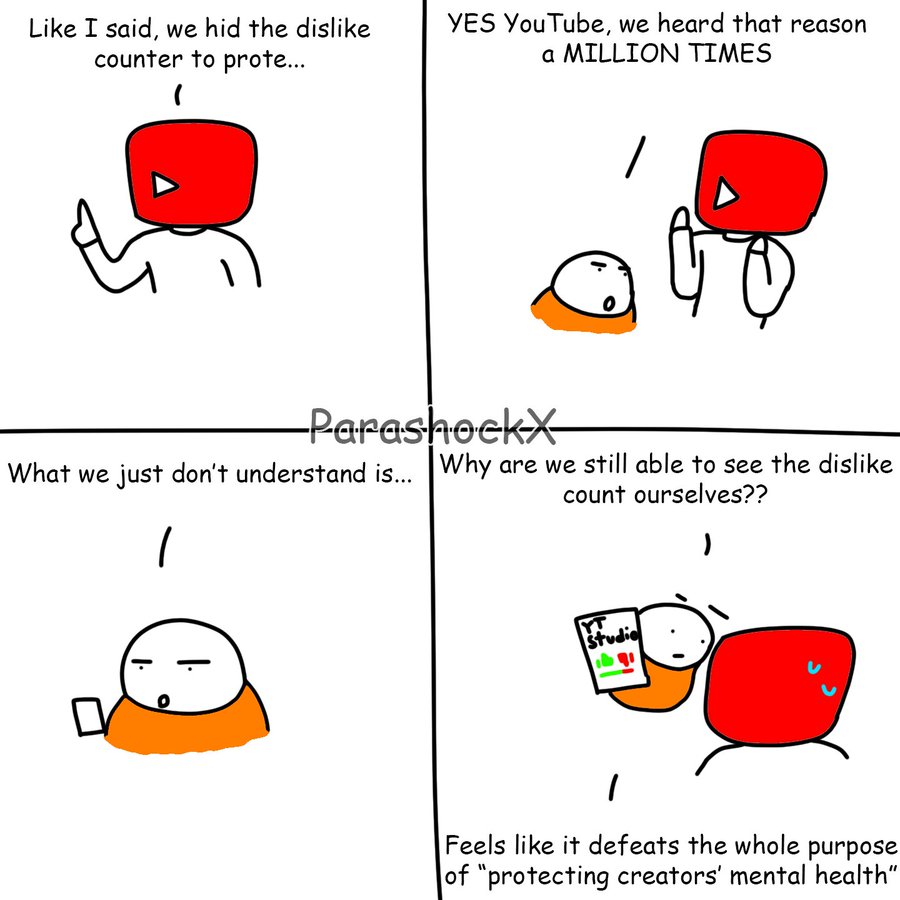 Like I said, we hid the dislike
counter to prote...
YES YouTube, we heard that reason
a MILLION TIMES
ParashockX
What we just don't understand is...
Why are we still able to see the dislike
count ourselves??
YT
Studio
Feels like it defeats the whole purpose
of “protecting creators’ mental health”